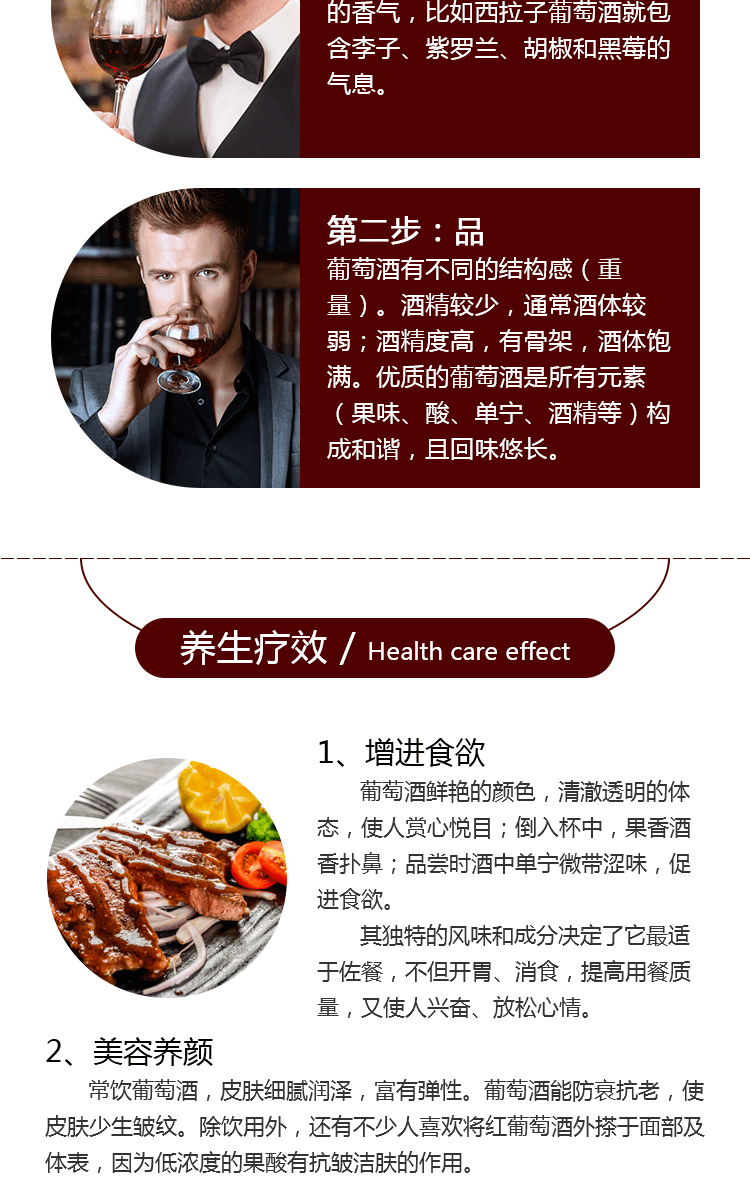 的香气，比如西拉子葡萄酒就包
含李子、紫罗兰、胡椒和黑莓的
气息。
第二步：品
葡萄酒有不同的结构感（重
量）。酒精较少，通常酒体较
弱；酒精度高，有骨架，酒体饱
满。优质的葡萄酒是所有元素
（果味、酸、单宁、酒精等）构
成和谐，且回味悠长。
养生疗效 / Health care effect
1、增进食欲
葡萄酒鲜艳的颜色，清澈透明的体
态，使人赏心悦目；倒入杯中，果香酒
香扑鼻；品尝时酒中单宁微带涩味，促
进食欲。
其独特的风味和成分决定了它最适
于佐餐，不但开胃、消食，提高用餐质
量，又使人兴奋、放松心情。
2、美容养颜
常饮葡萄酒，皮肤细腻润泽，富有弹性。葡萄酒能防衰抗老，使
皮肤少生皱纹。除饮用外，还有不少人喜欢将红葡萄酒外搽于面部及
体表，因为低浓度的果酸有抗皱洁肤的作用。